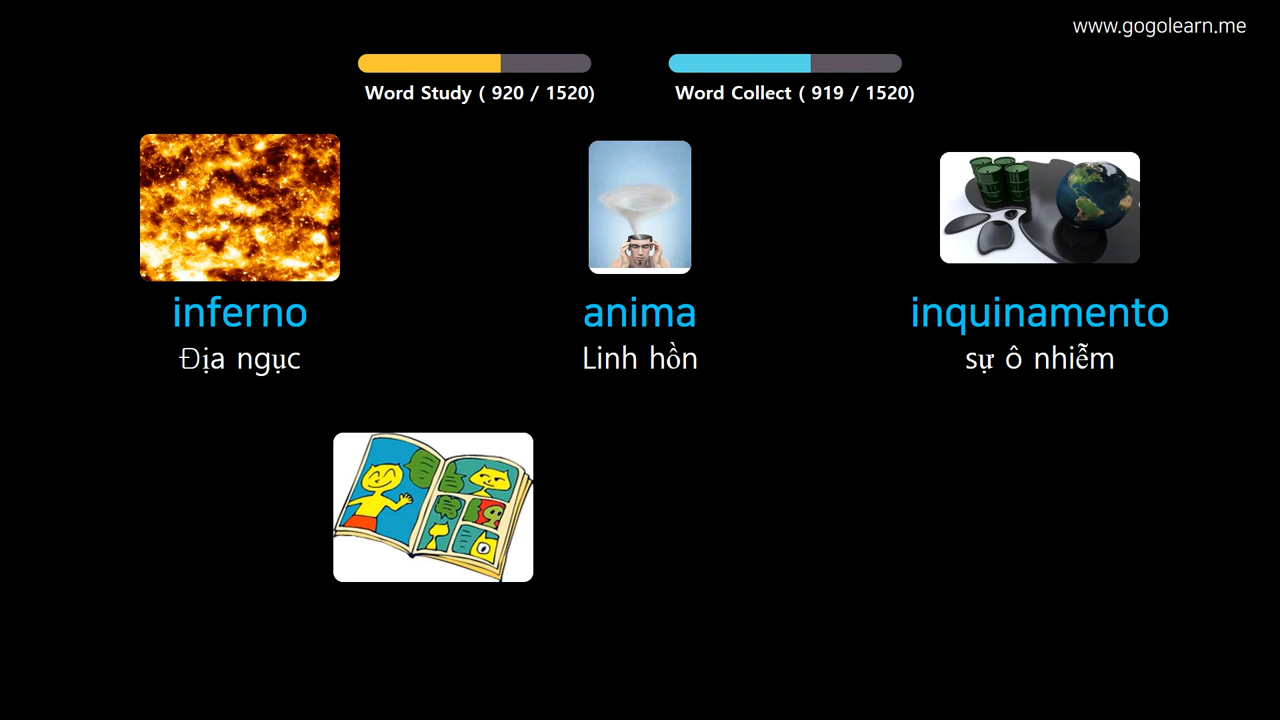 www.gogolearn.me
Word Study ( 920 / 1520)
Word Collect ( 919 / 1520)
inferno
Địa ngục
anima
Linh hồn
inquinamento
sự ô nhiễm